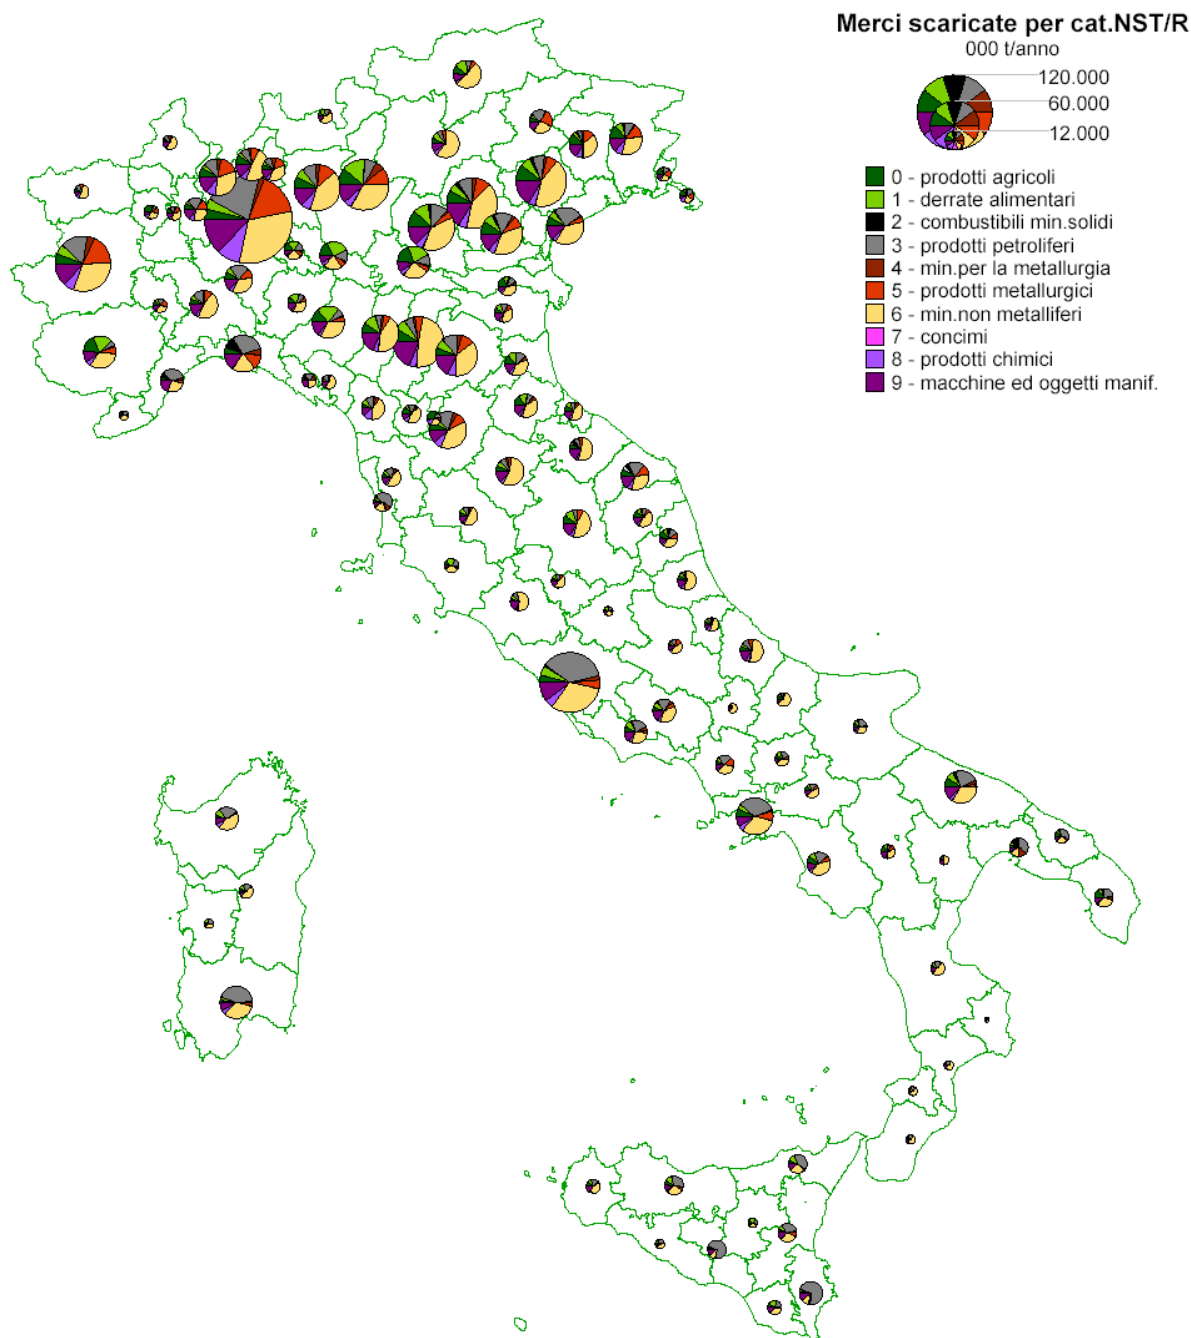 Merci scaricate per cat.NST/R
000 t/anno
120.000
60.000
12.000
0 - prodotti agricoli
1 - derrate alimentari
2 - combustibili min.solidi
3 - prodotti petroliferi
4 - min.per la metallurgia
5 - prodotti metallurgici
6 - min.non metalliferi
7 - concimi
8 - prodotti chimici
9 - macchine ed oggetti manif.